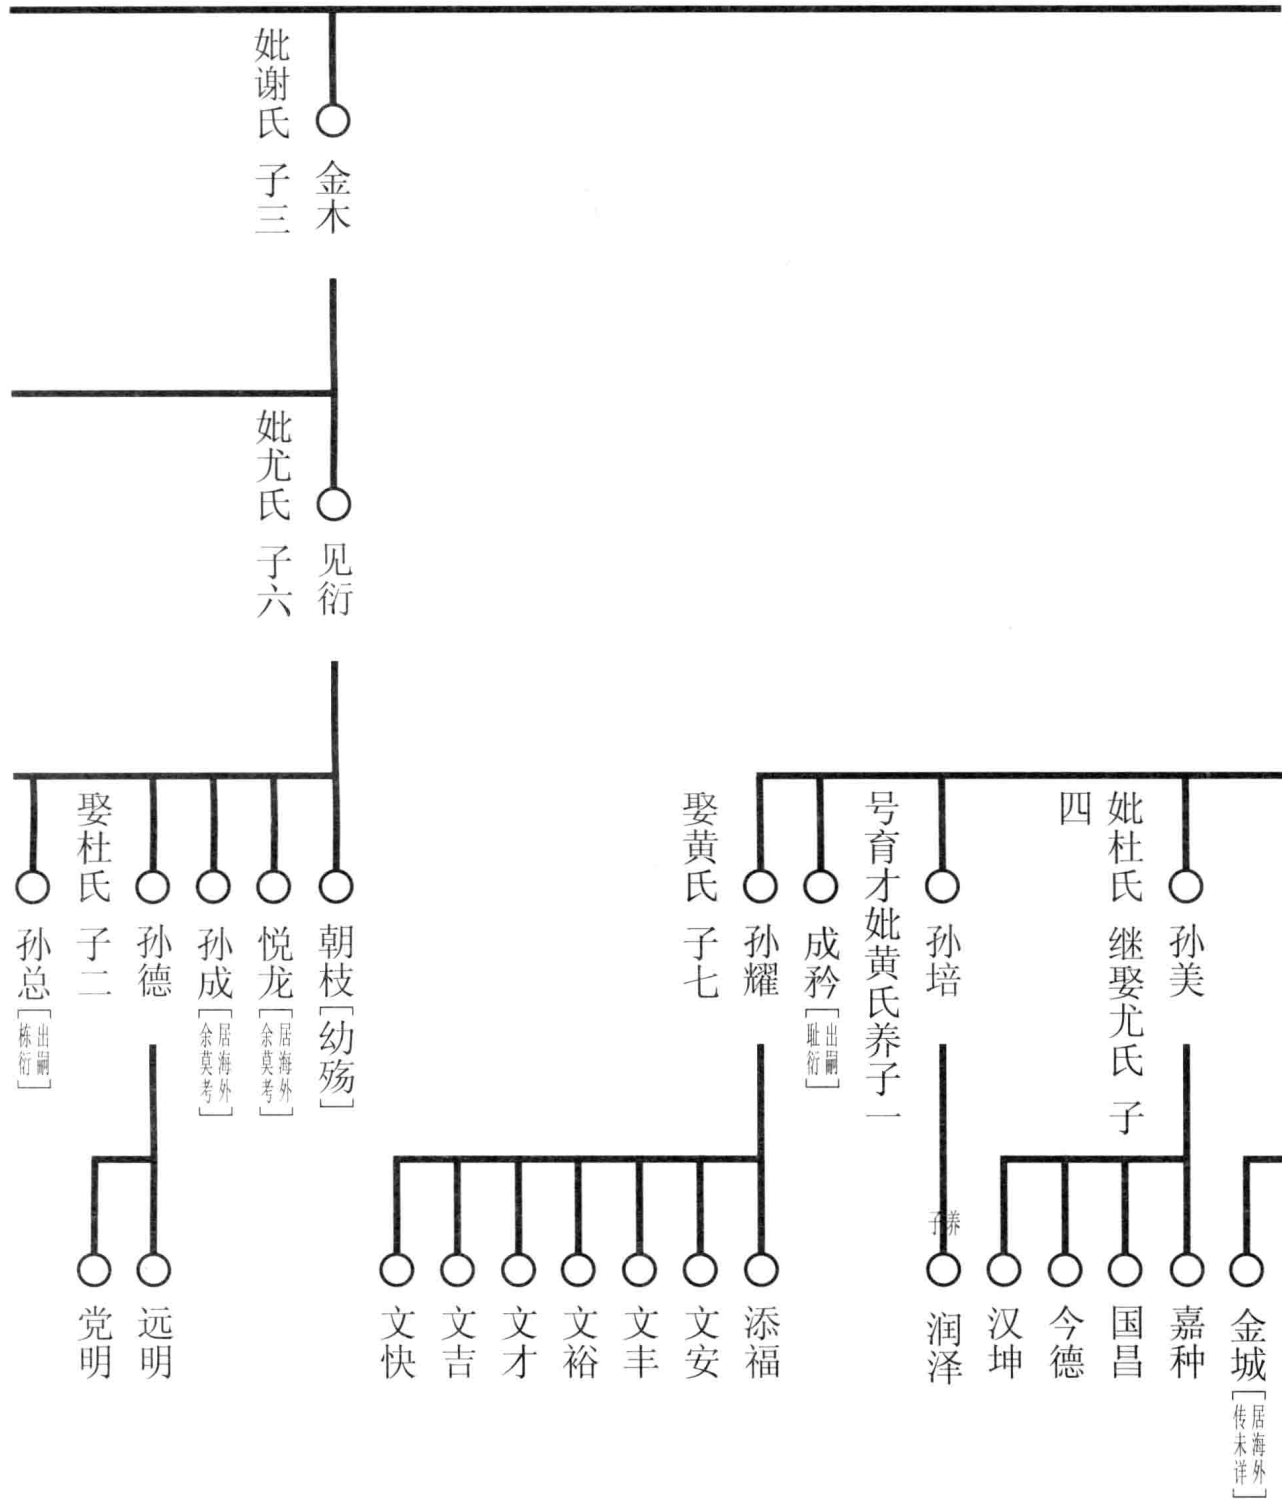 金木
妣谢氏 子三
见衍
妣尤氏 子六
孙美
妣杜氏 继娶尤氏 子
四
孙培
号育才妣黄氏养子一
成矜[出嗣
耻衍]
孙耀
娶黄氏 子七
朝枝[幼殇]
悦龙[居海外
余莫考]
孙成[居海外
余莫考]
孙德
娶杜氏 子二
孙总[出嗣
栋衍]
金城[居海外
传未详]
嘉种
国昌
今德
汉坤
养
子
润泽
添福
文安
文丰
文裕
文才
文吉
文快
远明
党明